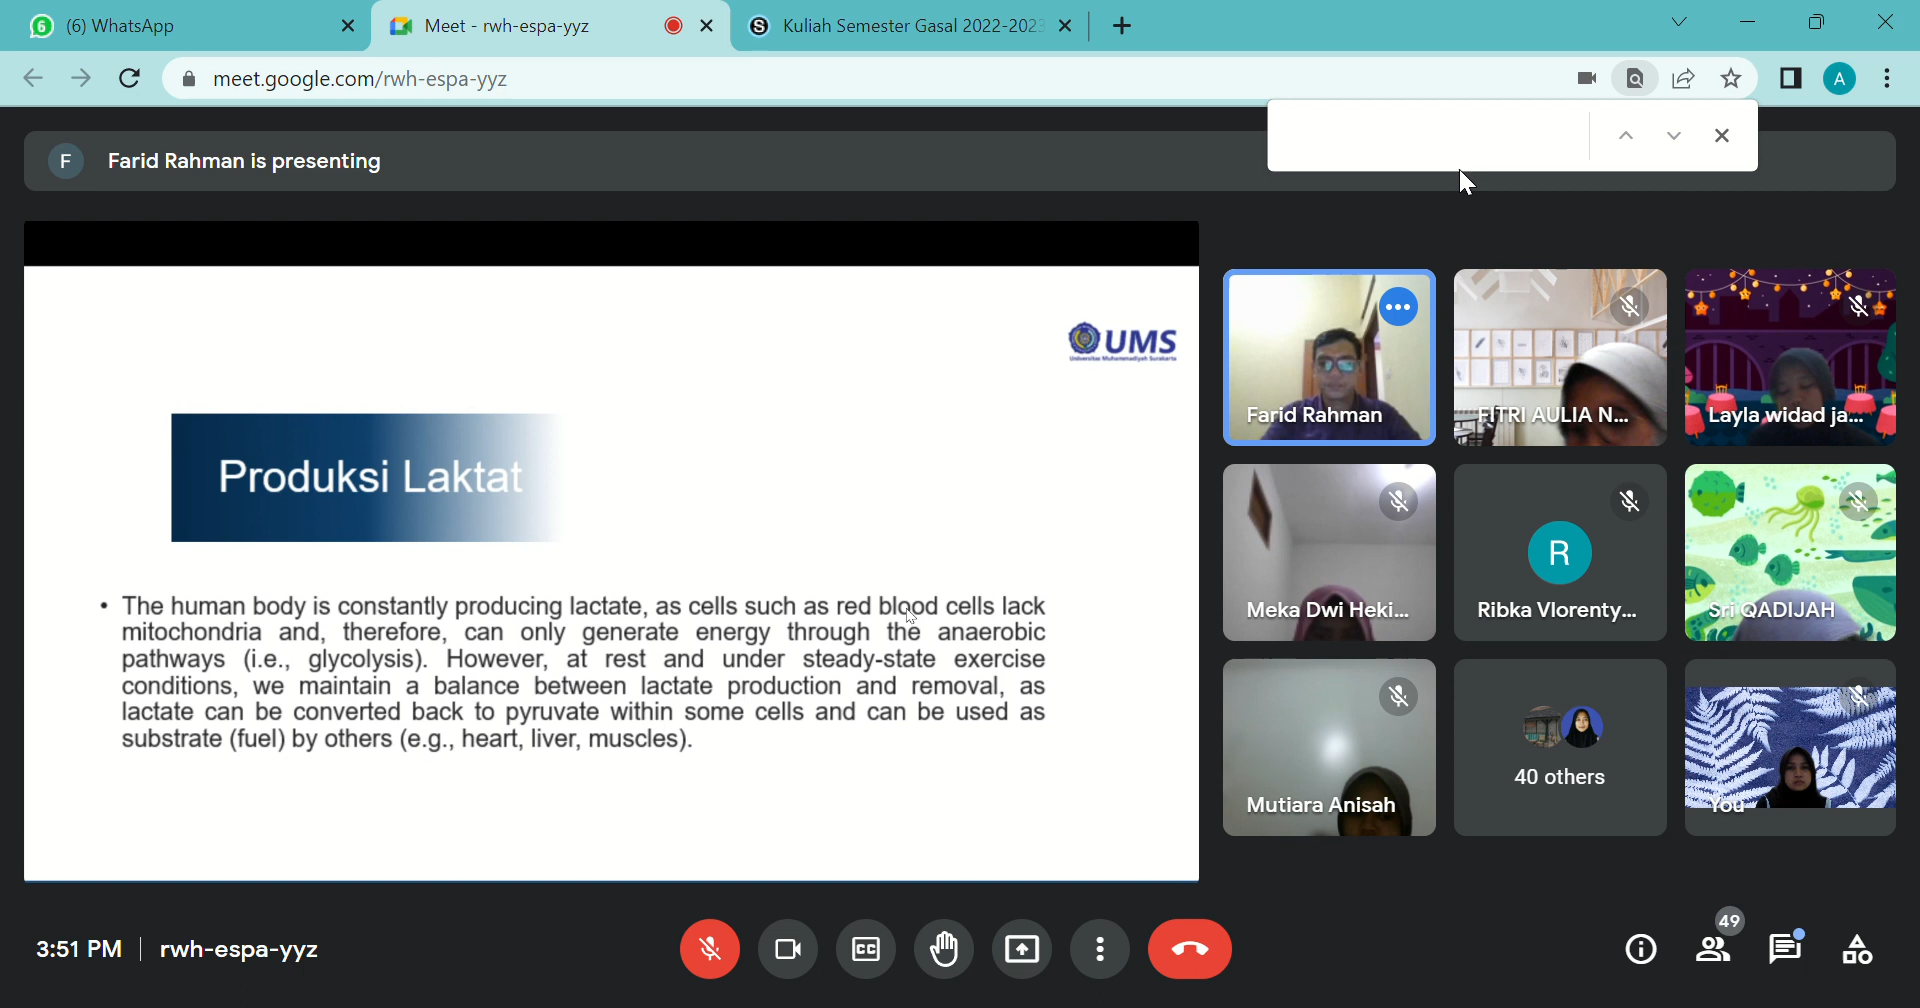 (6) WhatsApp
Meet - rwh-espa-yyz
Kuliah Semester Gasal 2022-2023
meet.google.com/rwh-espa-yyz
A
F
Farid Rahman is presenting
UMS
Universitas Muhammadiyah Surakarta
Produksi Laktat
• The human body is constantly producing lactate, as cells such as red blood cells lack
mitochondria and, therefore, can only generate energy through the anaerobic
pathways (i.e., glycolysis). However, at rest and under steady-state exercise
conditions, we maintain a balance between lactate production and removal, as
lactate can be converted back to pyruvate within some cells and can be used as
substrate (fuel) by others (e.g., heart, liver, muscles).
Farid Rahman
FITRI AULIA N...
Layla widad ja...
Meka Dwi Heki...
R
Ribka Vlorenty...
Sri QADIJAH
Mutiara Anisah
40 others
You
3:51 PM
rwh-espa-yyz
CC
49